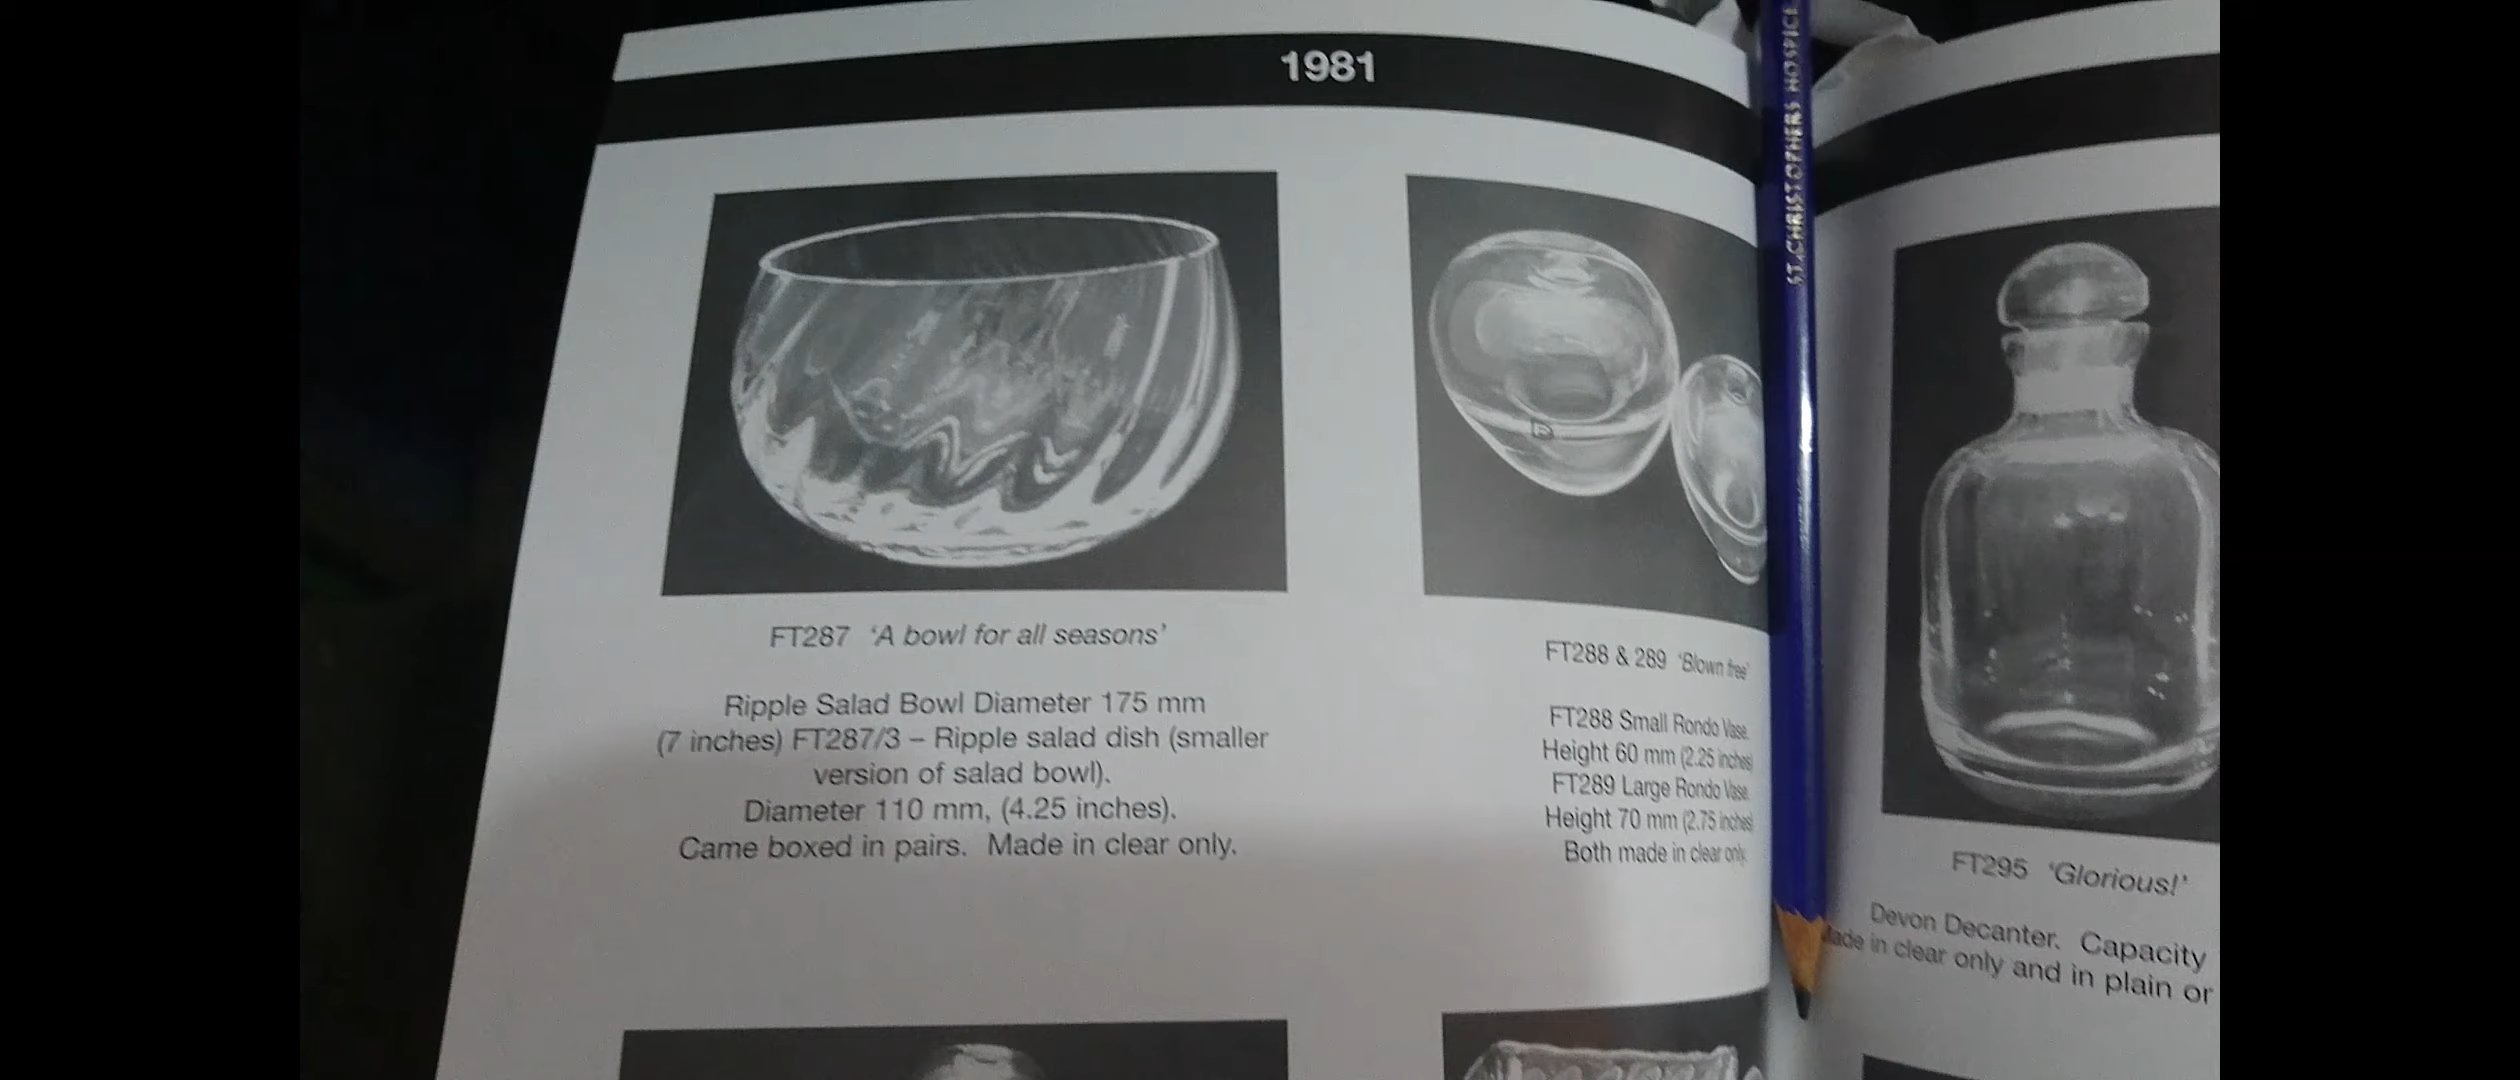 1981
FT287 ‘A bowl for all seasons’
Ripple Salad Bowl Diameter 175 mm
(7 inches) FT287/3 – Ripple salad dish (smaller
version of salad bowl).
Diameter 110 mm, (4.25 inches).
Came boxed in pairs. Made in clear only.
FT288 & 289 ‘Blown free’
FT288 Small Rondo Vase.
Height 60 mm (2.25 inches)
FT289 Large Rondo Vase.
Height 70 mm (2.75 inches)
Both made in clear only.
ST.CHRISTOPHERS HOSPICE
FT295 ‘Glorious!’
Devon Decanter. Capacity
Made in clear only and in plain or